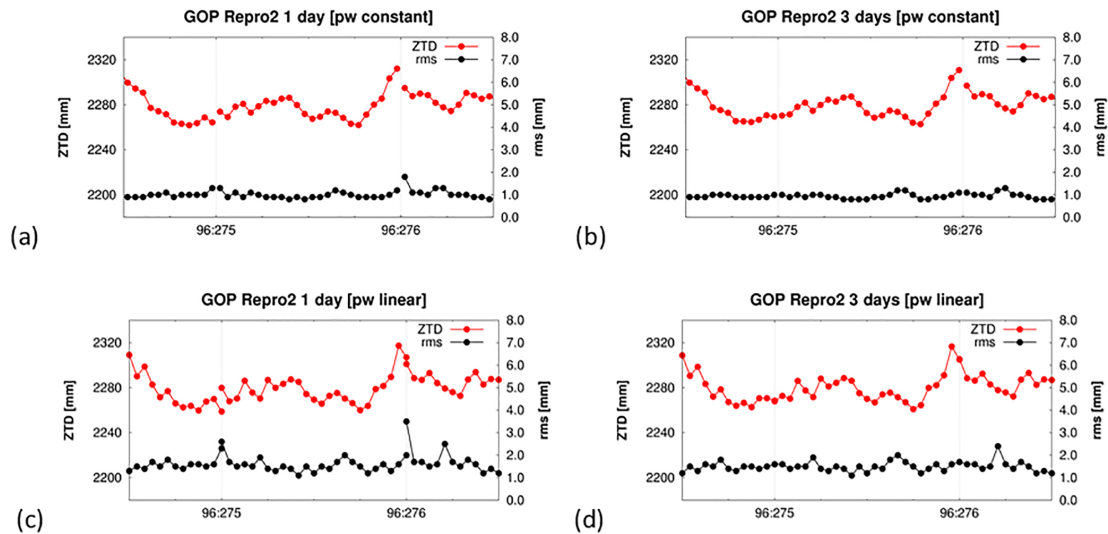 GOP Repro2 1 day [pw constant]
ZTD
rms
ZTD [mm]
2320
2280
2240
2200
rms [mm]
8.0
7.0
6.0
5.0
4.0
3.0
2.0
1.0
0.0
96:275
96:276
(a)
GOP Repro2 3 days [pw constant]
ZTD
rms
ZTD [mm]
2320
2280
2240
2200
rms [mm]
8.0
7.0
6.0
5.0
4.0
3.0
2.0
1.0
0.0
96:275
96:276
(b)
GOP Repro2 1 day [pw linear]
ZTD
rms
ZTD [mm]
2320
2280
2240
2200
rms [mm]
8.0
7.0
6.0
5.0
4.0
3.0
2.0
1.0
0.0
96:275
96:276
(c)
GOP Repro2 3 days [pw linear]
ZTD
rms
ZTD [mm]
2320
2280
2240
2200
rms [mm]
8.0
7.0
6.0
5.0
4.0
3.0
2.0
1.0
0.0
96:275
96:276
(d)